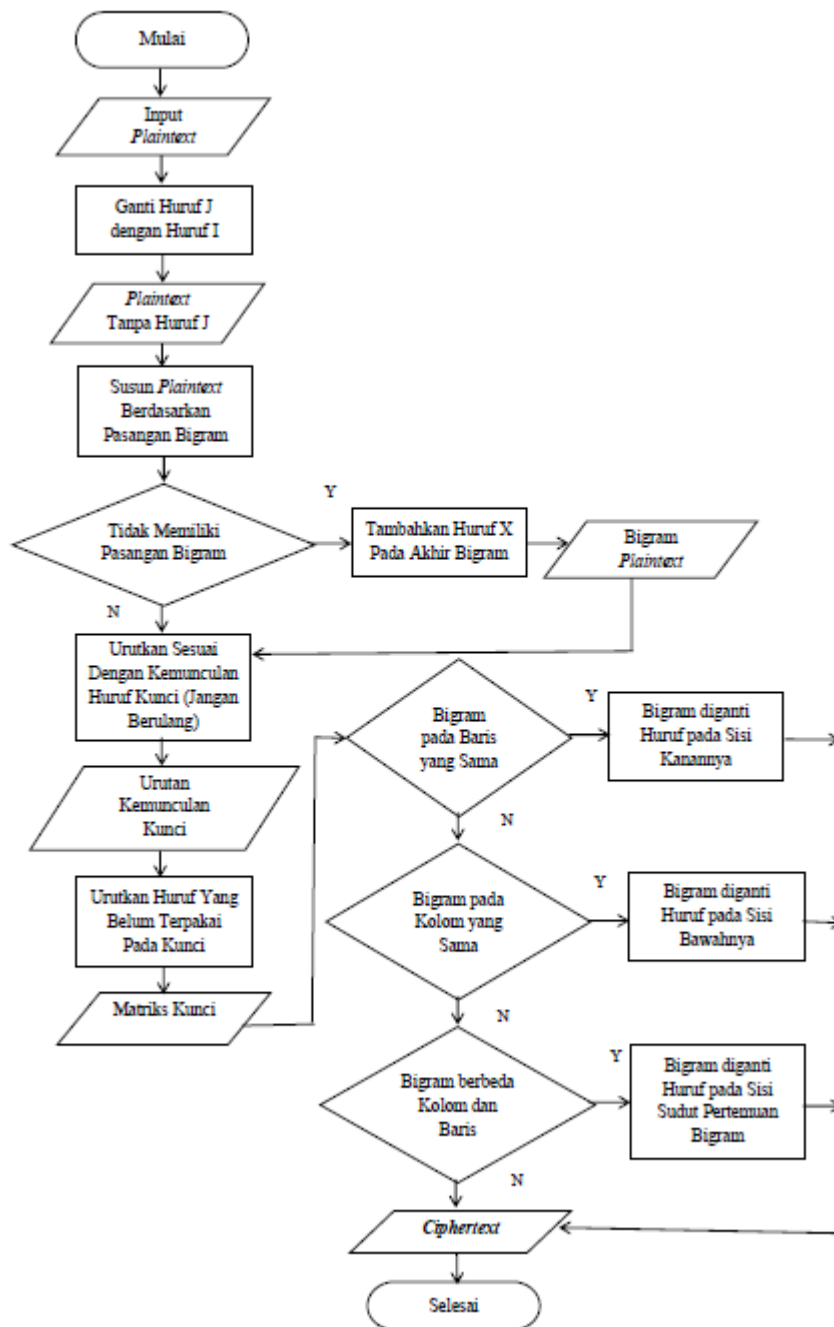 Mulai
Input
Plaintext
Ganti Huruf J
dengan Huruf I
Plaintext
Tanpa Huruf J
Susun Plaintext
Berdasarkan
Pasangan Bigram
Tidak Memiliki
Pasangan Bigram
Y
Tambahkan Huruf X
Pada Akhir Bigram
Bigram
Plaintext
N
Urutkan Sesuai
Dengan Kemunculan
Huruf Kunci (Jangan
Berulang)
Urutan
Kemunculan
Kunci
Urutkan Huruf Yang
Belum Terpakai
Pada Kunci
Matriks Kunci
Bigram
pada Baris
yang Sama
Y
Bigram diganti
Huruf pada Sisi
Kanannya
N
Bigram pada
Kolom yang
Sama
Y
Bigram diganti
Huruf pada Sisi
Bawahnya
N
Bigram berbeda
Kolom dan
Baris
Y
Bigram diganti
Huruf pada Sisi
Sudut Pertemuan
Bigram
N
Ciphertext
Selesai